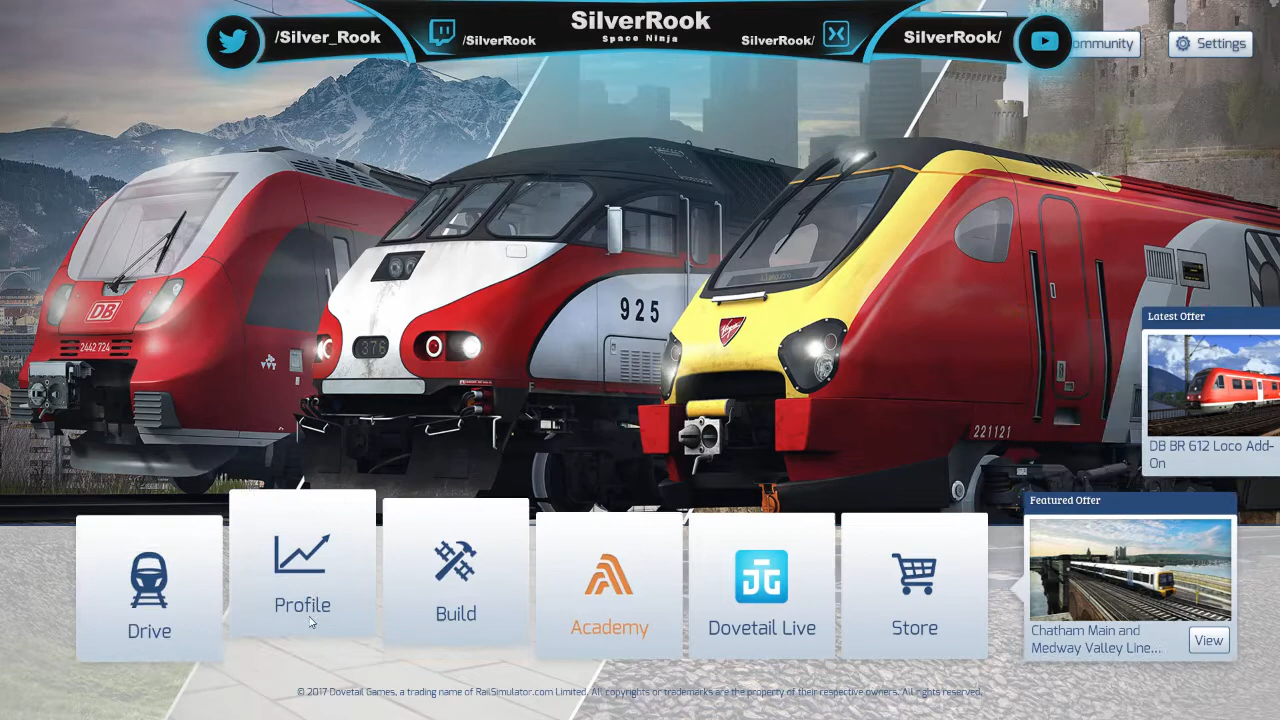 /Silver_Rook
/SilverRook
SilverRook
Space Ninja
SilverRook/
SilverRook/
ommunity
Settings
DB
2442 724
376
925
Virgin
221121
Latest Offer
DB BR 612 Loco Add-
On
Featured Offer
Chatham Main and
Medway Valley Line...
View
Drive
Profile
Build
Academy
Dovetail Live
Store
© 2017 Dovetail Games, a trading name of RailSimulator.com Limited. All copyrights or trademarks are the property of their respective owners. All rights reserved.